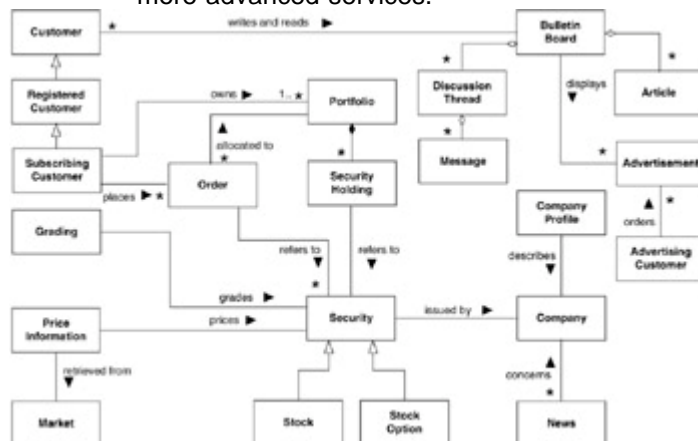 more advanced services.
Customer
*
writes and reads
Bulletin
Board
*
*
*
displays
Registered
Customer
owns
1.. *
Portfolio
Discussion
Thread
Article
allocated to
*
*
*
*
Subscribing
Customer
places
*
Order
Security
Holding
Message
Advertisement
*
Grading
Company
Profile
orders
refers to
refers to
describes
Advertising
Customer
*
grades
Price
Information
prices
Security
issued by
Company
retrieved from
concerns
*
Market
Stock
Stock
Option
News